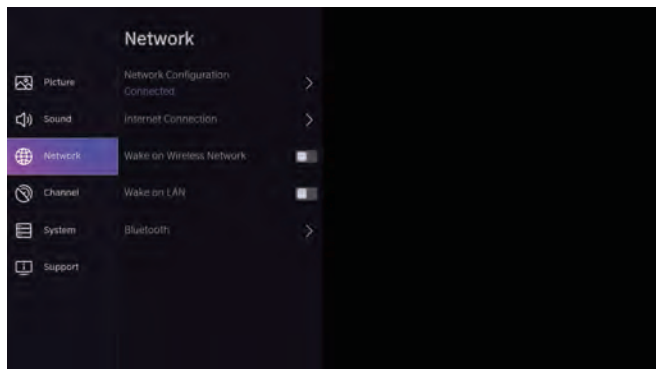 Network
Picture
Network Configuration
Connected
Sound
Internet Connection
Network
Wake on Wireless Network
Channel
Wake on LAN
System
Bluetooth
Support